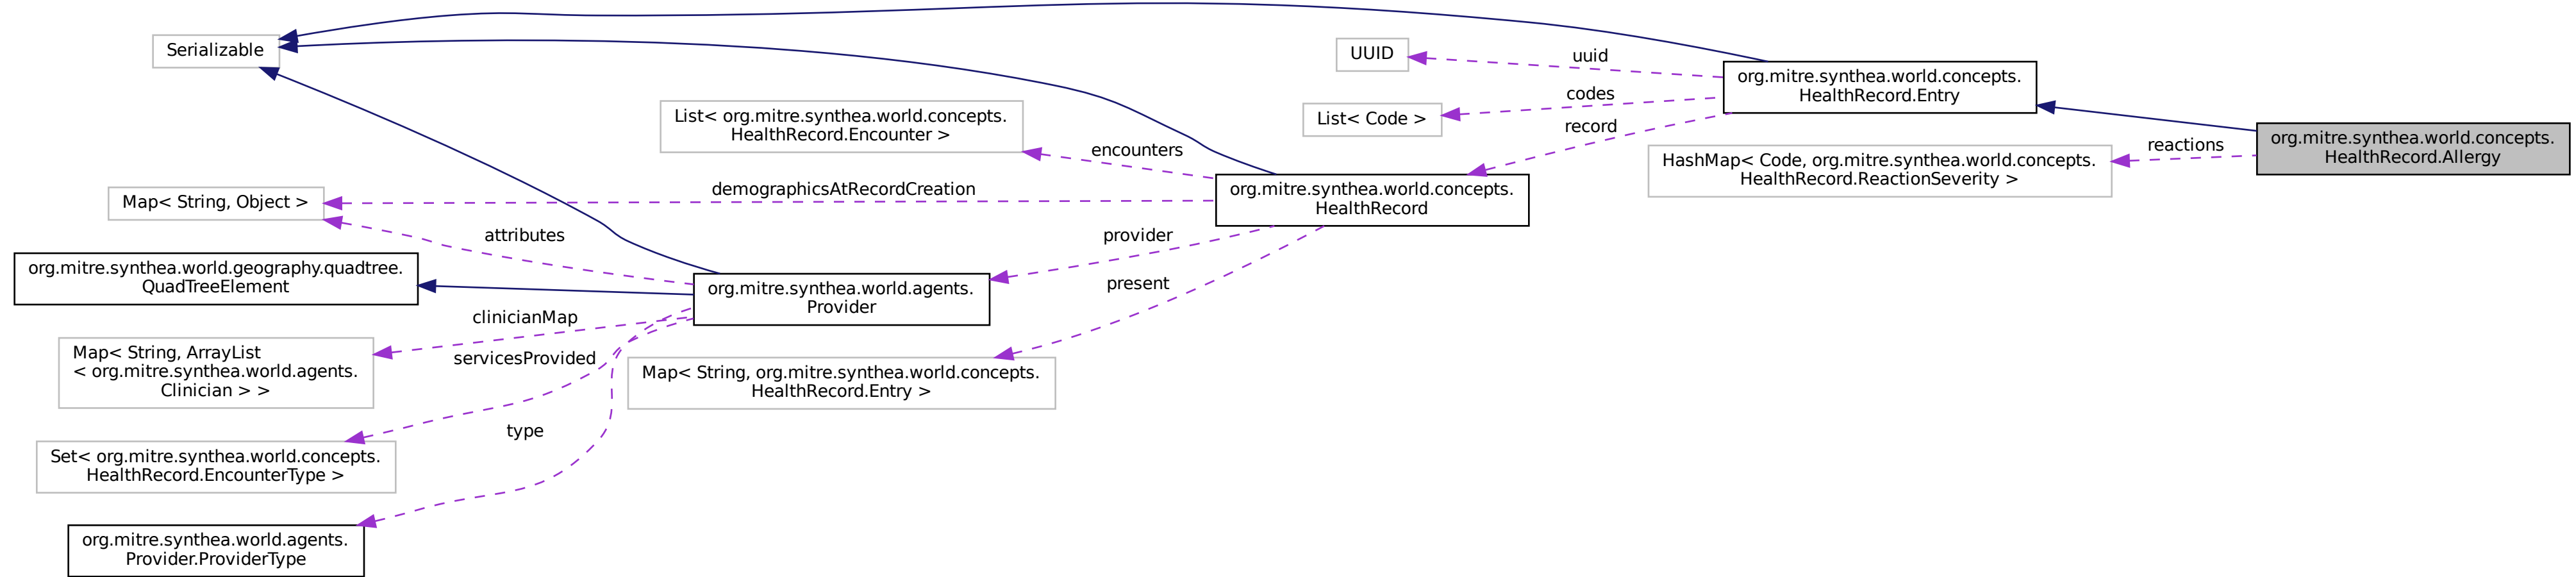 Serializable
UUID
uuid
org.mitre.synthea.world.concepts.
HealthRecord.Entry
codes
List< Code >
record
List< org.mitre.synthea.world.concepts.
HealthRecord.Encounter >
encounters
org.mitre.synthea.world.concepts.
HealthRecord.Allergy
reactions
HashMap< Code, org.mitre.synthea.world.concepts.
HealthRecord.ReactionSeverity >
demographicsAtRecordCreation
org.mitre.synthea.world.concepts.
HealthRecord
Map< String, Object >
attributes
provider
org.mitre.synthea.world.geography.quadtree.
QuadTreeElement
org.mitre.synthea.world.agents.
Provider
present
clinicianMap
Map< String, ArrayList
< org.mitre.synthea.world.agents.
Clinician > >
servicesProvided
Map< String, org.mitre.synthea.world.concepts.
HealthRecord.Entry >
type
Set< org.mitre.synthea.world.concepts.
HealthRecord.EncounterType >
org.mitre.synthea.world.agents.
Provider.ProviderType